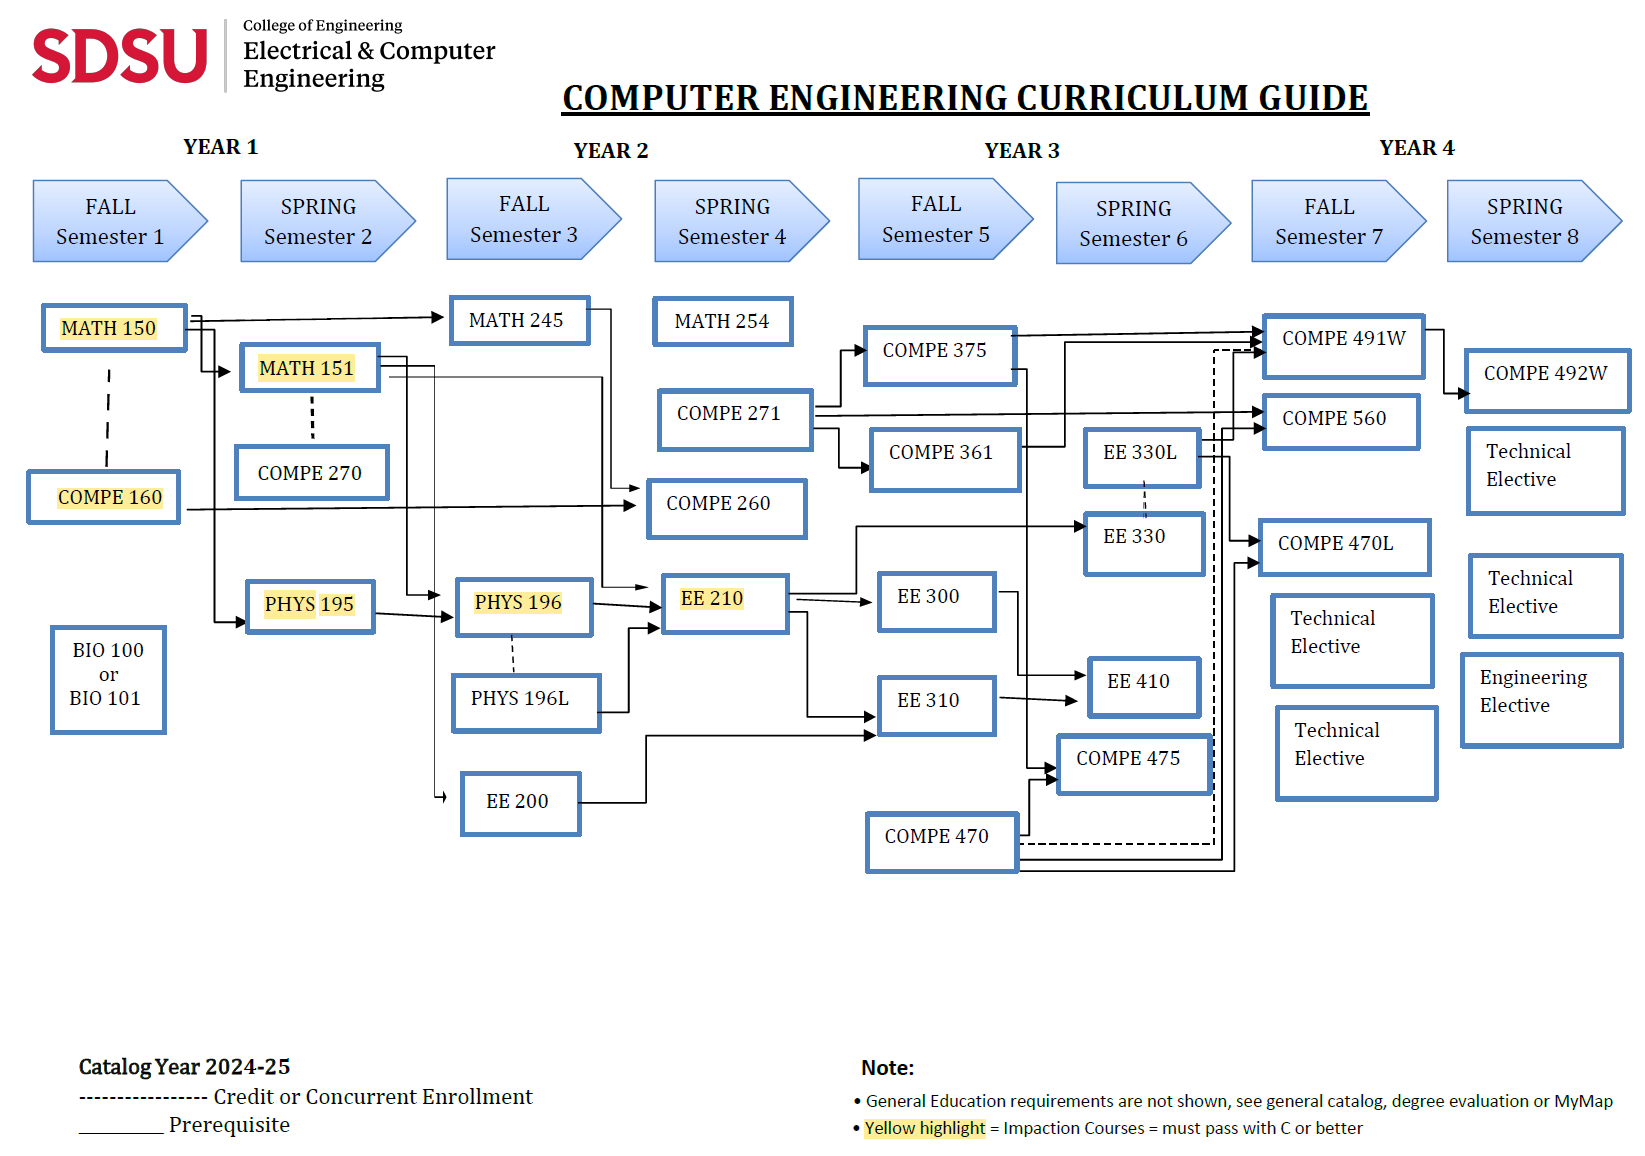 SDSU
College of Engineering
Electrical & Computer
Engineering
COMPUTER ENGINEERING CURRICULUM GUIDE
YEAR 1
YEAR 2
YEAR 3
YEAR 4
FALL
Semester 1
SPRING
Semester 2
FALL
Semester 3
SPRING
Semester 4
FALL
Semester 5
SPRING
Semester 6
FALL
Semester 7
SPRING
Semester 8
MATH 150
COMPE 160
BIO 100
or
BIO 101
MATH 151
COMPE 270
PHYS 195
MATH 245
PHYS 196
PHYS 196L
EE 200
MATH 254
COMPE 271
COMPE 260
EE 210
COMPE 375
COMPE 361
EE 300
EE 310
COMPE 470
EE 330L
EE 330
EE 410
COMPE 475
COMPE 491W
COMPE 560
COMPE 470L
Technical
Elective
Technical
Elective
COMPE 492W
Technical
Elective
Technical
Elective
Engineering
Elective
Catalog Year 2024-25
----------------- Credit or Concurrent Enrollment
________ Prerequisite
Note:
• General Education requirements are not shown, see general catalog, degree evaluation or MyMap
• Yellow highlight = Impaction Courses = must pass with C or better